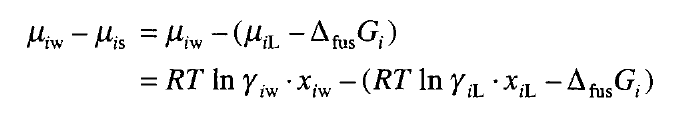 μ_iw − μ_is = μ_iw − (μ_iL − Δ_fus G_i)
= RT ln γ_iw · x_iw − (RT ln γ_iL · x_iL − Δ_fus G_i)